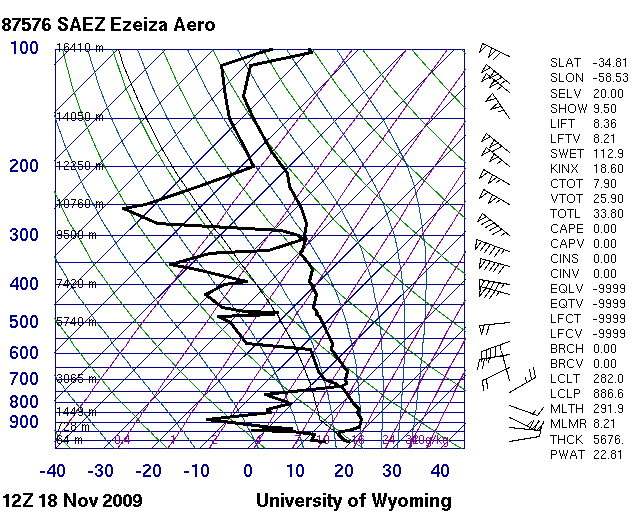 87576 SAEZ Ezeiza Aero
100
16410 m
14050 m
200
12250 m
10760 m
300
9500 m
400
7420 m
500
5740 m
600
700
3065 m
800
1449 m
900
728 m
64 m
0.4
1
2
4
7
10
16
24
32
40g/kg
-40 -30 -20 -10 0 10 20 30 40
12Z 18 Nov 2009
University of Wyoming
SLAT -34.81
SLON -58.53
SELV 20.00
SHOW 9.50
LIFT 8.36
LFTV 8.21
SWET 112.9
KINX 18.60
CTOT 7.90
VTOT 25.90
TOTL 33.80
CAPE 0.00
CAPV 0.00
CINS 0.00
CINV 0.00
EQLV -9999
EQTV -9999
LFCT -9999
LFCV -9999
BRCH 0.00
BRCV 0.00
LCLT 282.0
LCLP 886.6
MLTH 291.9
MLMR 8.21
THCK 5676.
PWAT 22.81